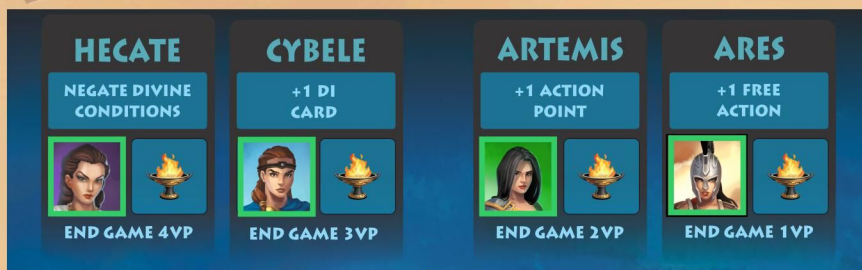 HECATE
NEGATE DIVINE
CONDITIONS
END GAME 4VP
CYBELE
+1 DI
CARD
END GAME 3VP
ARTEMIS
+1 ACTION
POINT
END GAME 2VP
ARES
+1 FREE
ACTION
END GAME 1VP